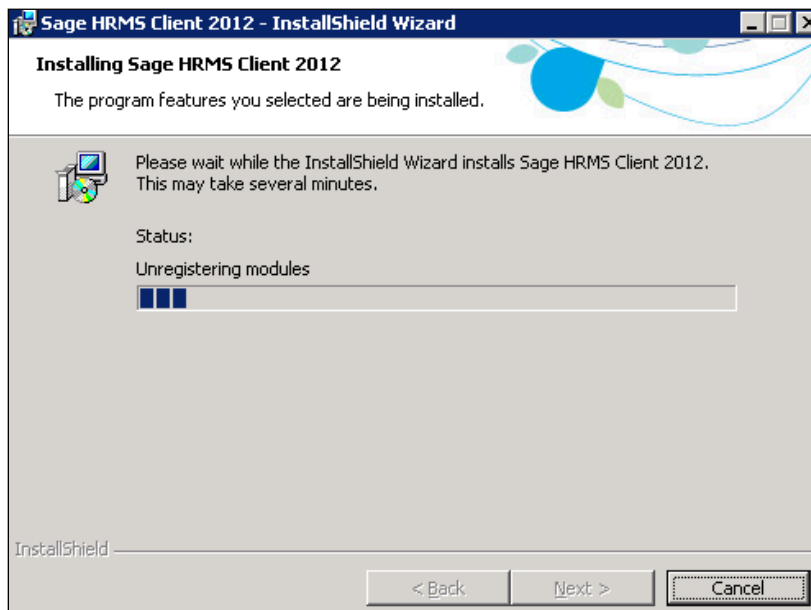 Sage HRMS Client 2012 - InstallShield Wizard
Installing Sage HRMS Client 2012
The program features you selected are being installed.
Please wait while the InstallShield Wizard installs Sage HRMS Client 2012.
This may take several minutes.
Status:
Unregistering modules
InstallShield
< Back Next > Cancel